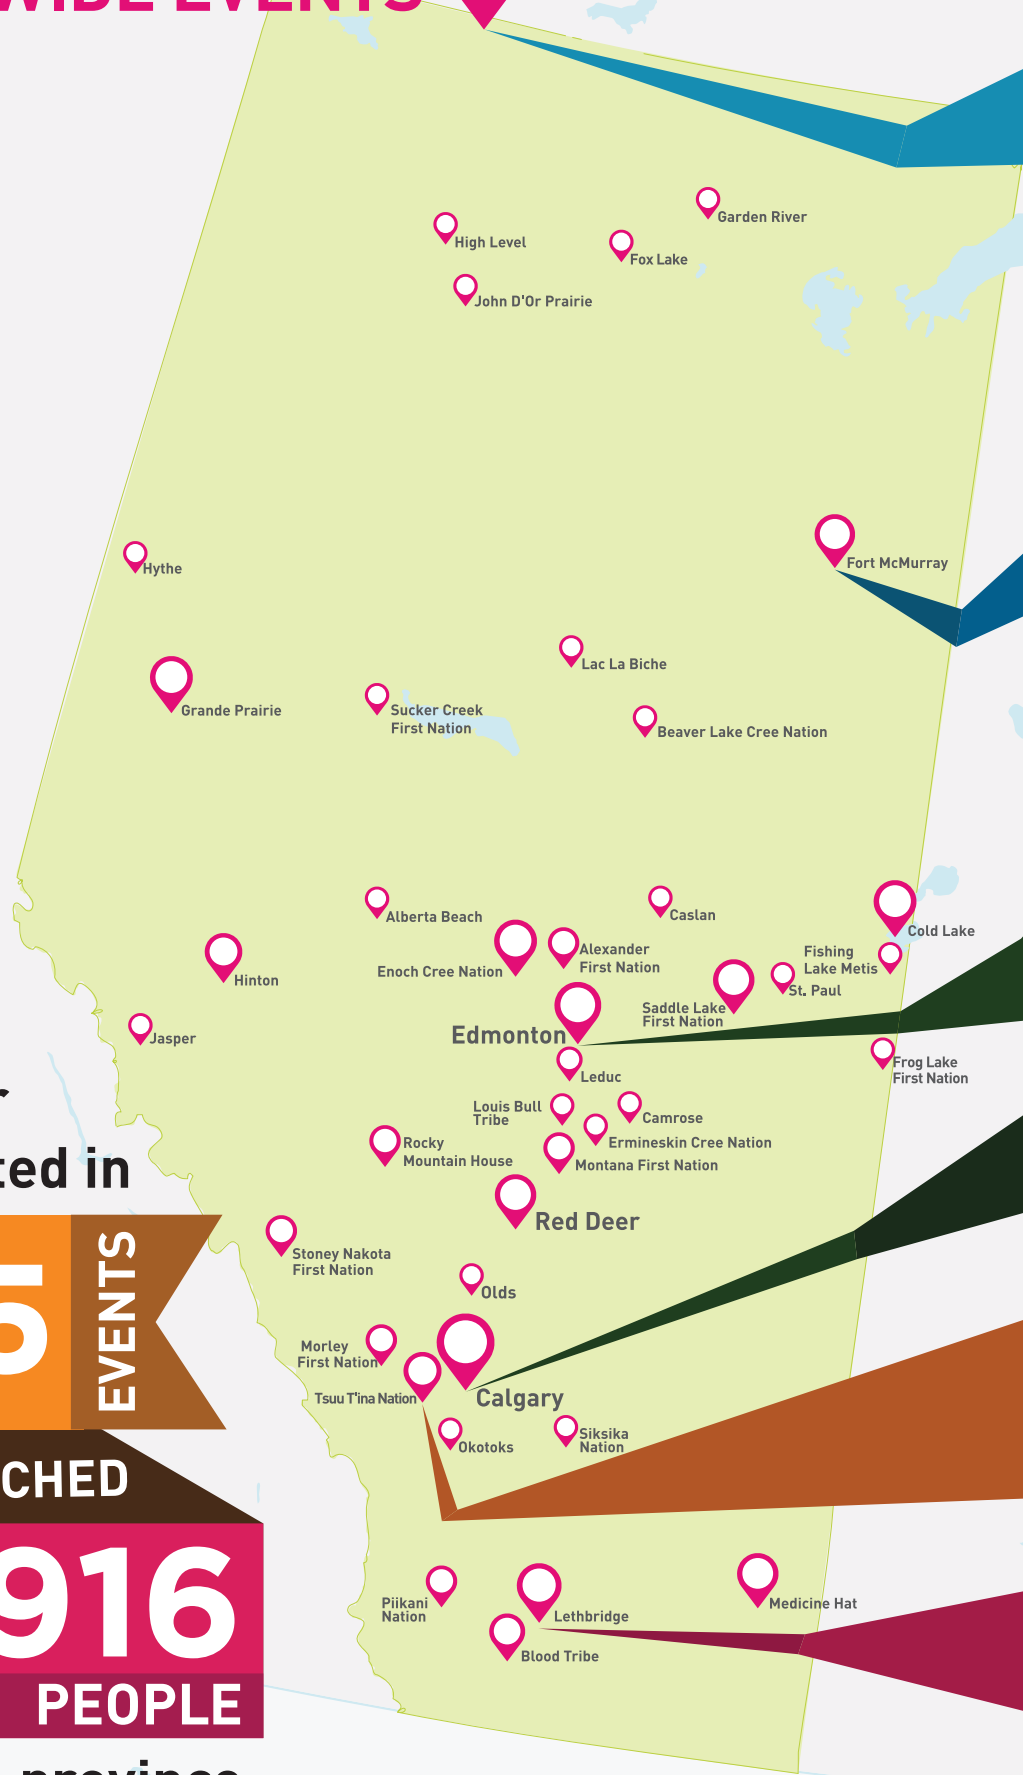 WIDE EVENTS
Garden River
High Level
Fox Lake
John D'Or Prairie
Fort McMurray
Hythe
Lac La Biche
Grande Prairie
Sucker Creek
First Nation
Beaver Lake Cree Nation
Alberta Beach
Caslan
Cold Lake
Hinton
Enoch Cree Nation
Alexander
First Nation
Fishing
Lake Metis
St. Paul
Saddle Lake
First Nation
Jasper
Edmonton
Leduc
Frog Lake
First Nation
Louis Bull
Tribe
Camrose
Ermineskin Cree Nation
Rocky
Mountain House
Montana First Nation
ted in
Red Deer
Stoney Nakota
First Nation
5
EVENTS
Olds
Morley
First Nation
Tsuu T'ina Nation
Calgary
Okotoks
Siksika
Nation
CHED
916
PEOPLE
Piikani
Nation
Lethbridge
Medicine Hat
Blood Tribe
province